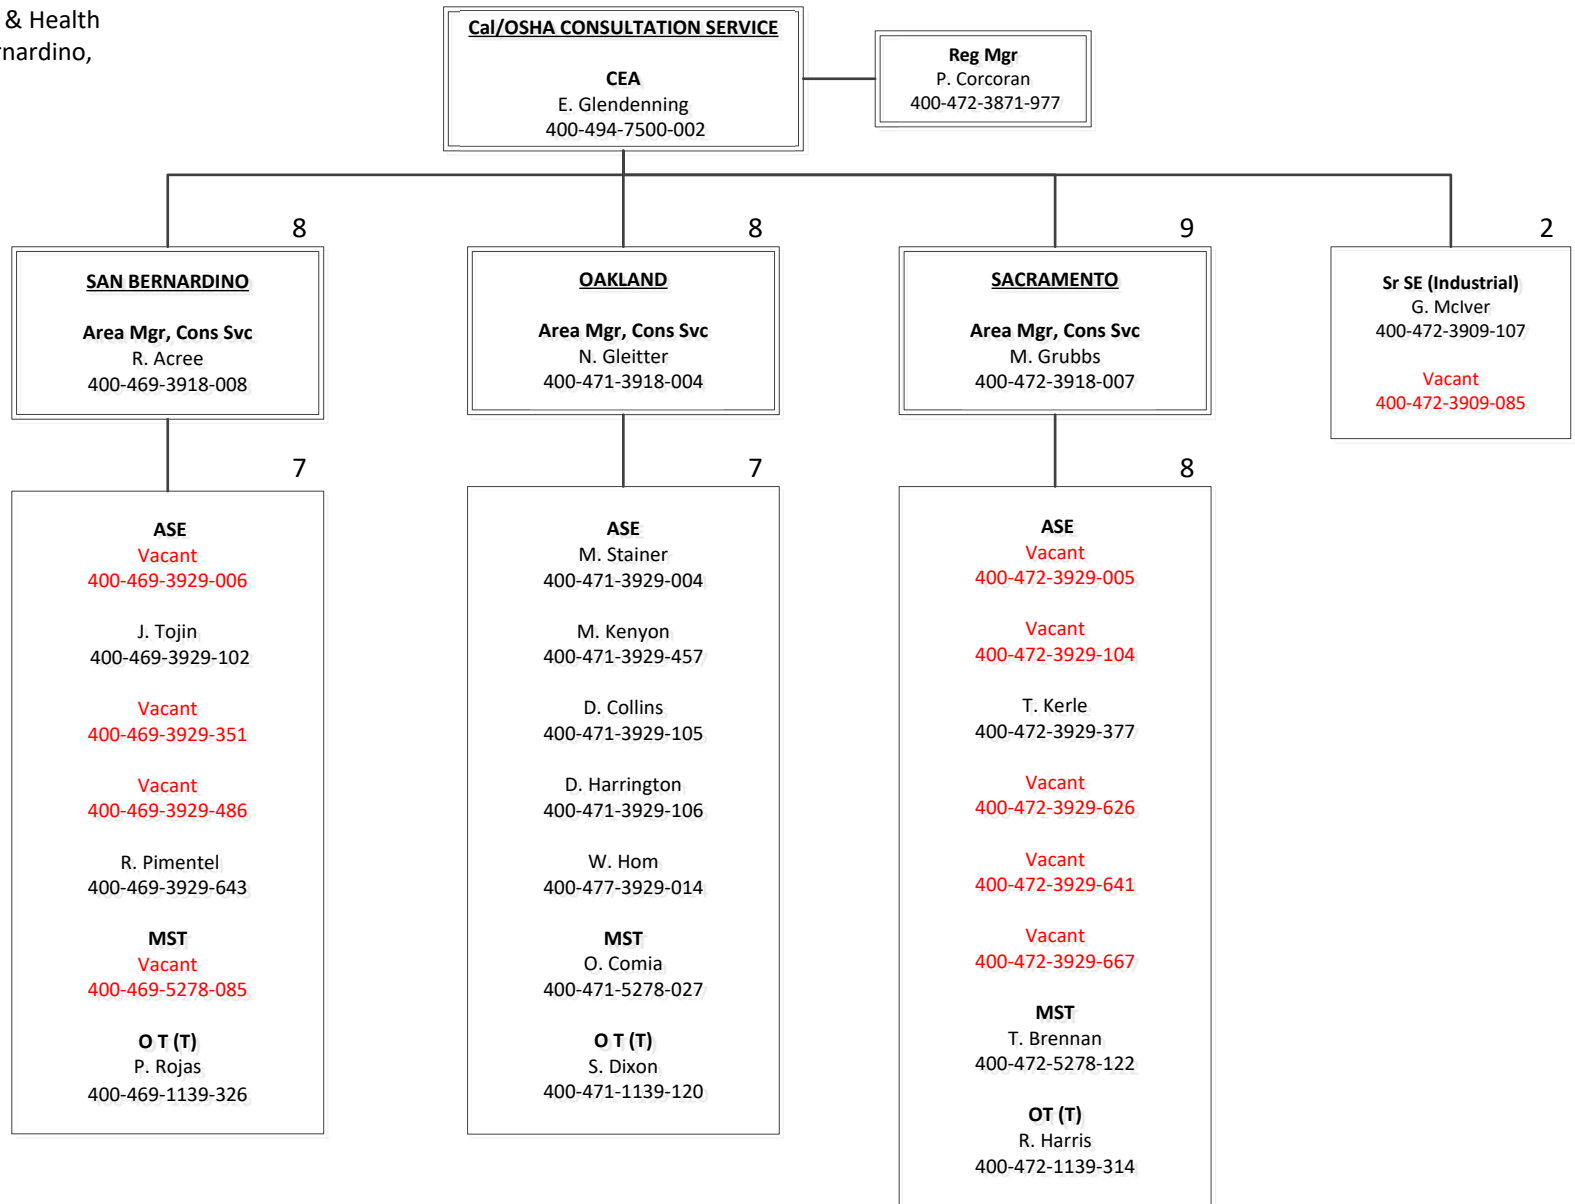 & Health
rnardino,
Cal/OSHA CONSULTATION SERVICE
CEA
E. Glendenning
400-494-7500-002
Reg Mgr
P. Corcoran
400-472-3871-977
8
SAN BERNARDINO
Area Mgr, Cons Svc
R. Acree
400-469-3918-008
7
ASE
Vacant
400-469-3929-006
J. Tojin
400-469-3929-102
Vacant
400-469-3929-351
Vacant
400-469-3929-486
R. Pimentel
400-469-3929-643
MST
Vacant
400-469-5278-085
O T (T)
P. Rojas
400-469-1139-326
8
OAKLAND
Area Mgr, Cons Svc
N. Gleitter
400-471-3918-004
7
ASE
M. Stainer
400-471-3929-004
M. Kenyon
400-471-3929-457
D. Collins
400-471-3929-105
D. Harrington
400-471-3929-106
W. Hom
400-477-3929-014
MST
O. Comia
400-471-5278-027
O T (T)
S. Dixon
400-471-1139-120
9
SACRAMENTO
Area Mgr, Cons Svc
M. Grubbs
400-472-3918-007
8
ASE
Vacant
400-472-3929-005
Vacant
400-472-3929-104
T. Kerle
400-472-3929-377
Vacant
400-472-3929-626
Vacant
400-472-3929-641
Vacant
400-472-3929-667
MST
T. Brennan
400-472-5278-122
OT (T)
R. Harris
400-472-1139-314
2
Sr SE (Industrial)
G. McIver
400-472-3909-107
Vacant
400-472-3909-085